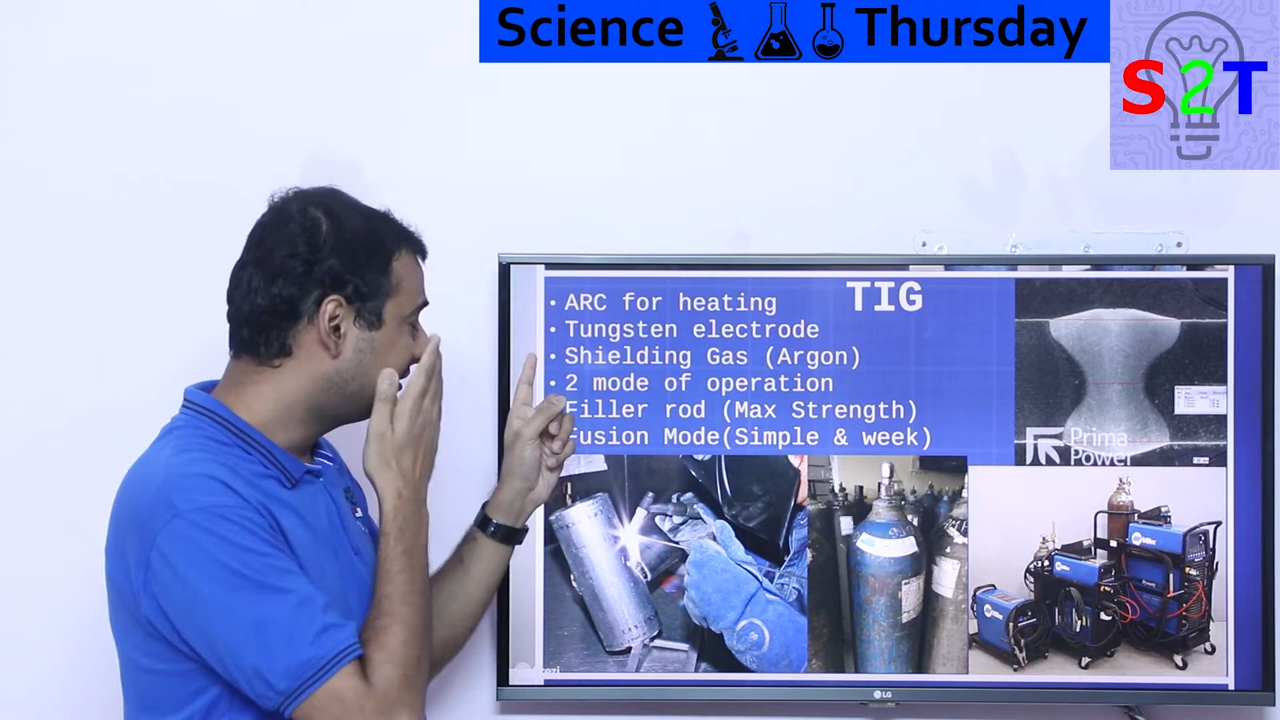 Science Thursday
S2T
TIG
• ARC for heating
• Tungsten electrode
• Shielding Gas (Argon)
• 2 mode of operation
Filler rod (Max Strength)
Fusion Mode(Simple & week)
Prima
Power
LG